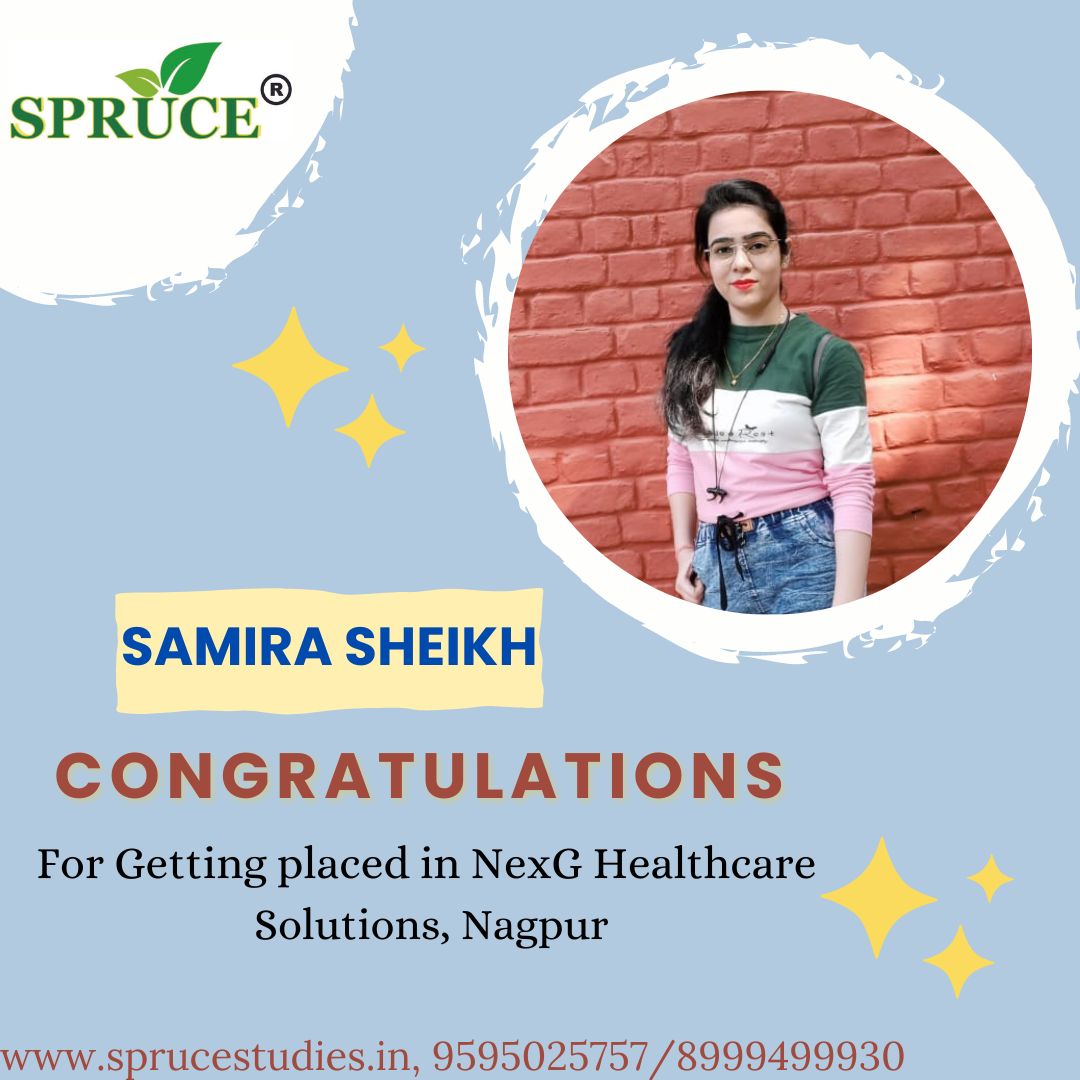 SPRUCE®
SAMIRA SHEIKH
CONGRATULATIONS
For Getting placed in NexG Healthcare
Solutions, Nagpur
www.sprucestudies.in, 9595025757/8999499930